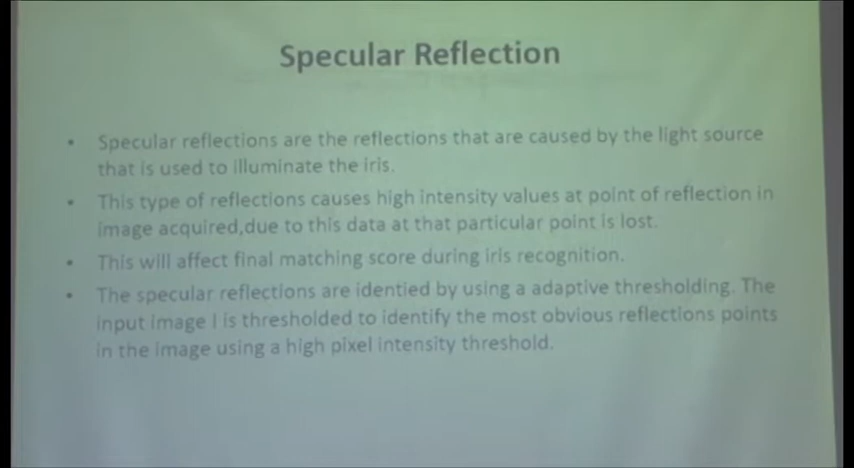 Specular Reflection
• Specular reflections are the reflections that are caused by the light source
that is used to illuminate the iris.
• This type of reflections causes high intensity values at point of reflection in
image acquired,due to this data at that particular point is lost.
• This will affect final matching score during iris recognition.
• The specular reflections are identied by using a adaptive thresholding. The
input image I is thresholded to identify the most obvious reflections points
in the image using a high pixel intensity threshold.